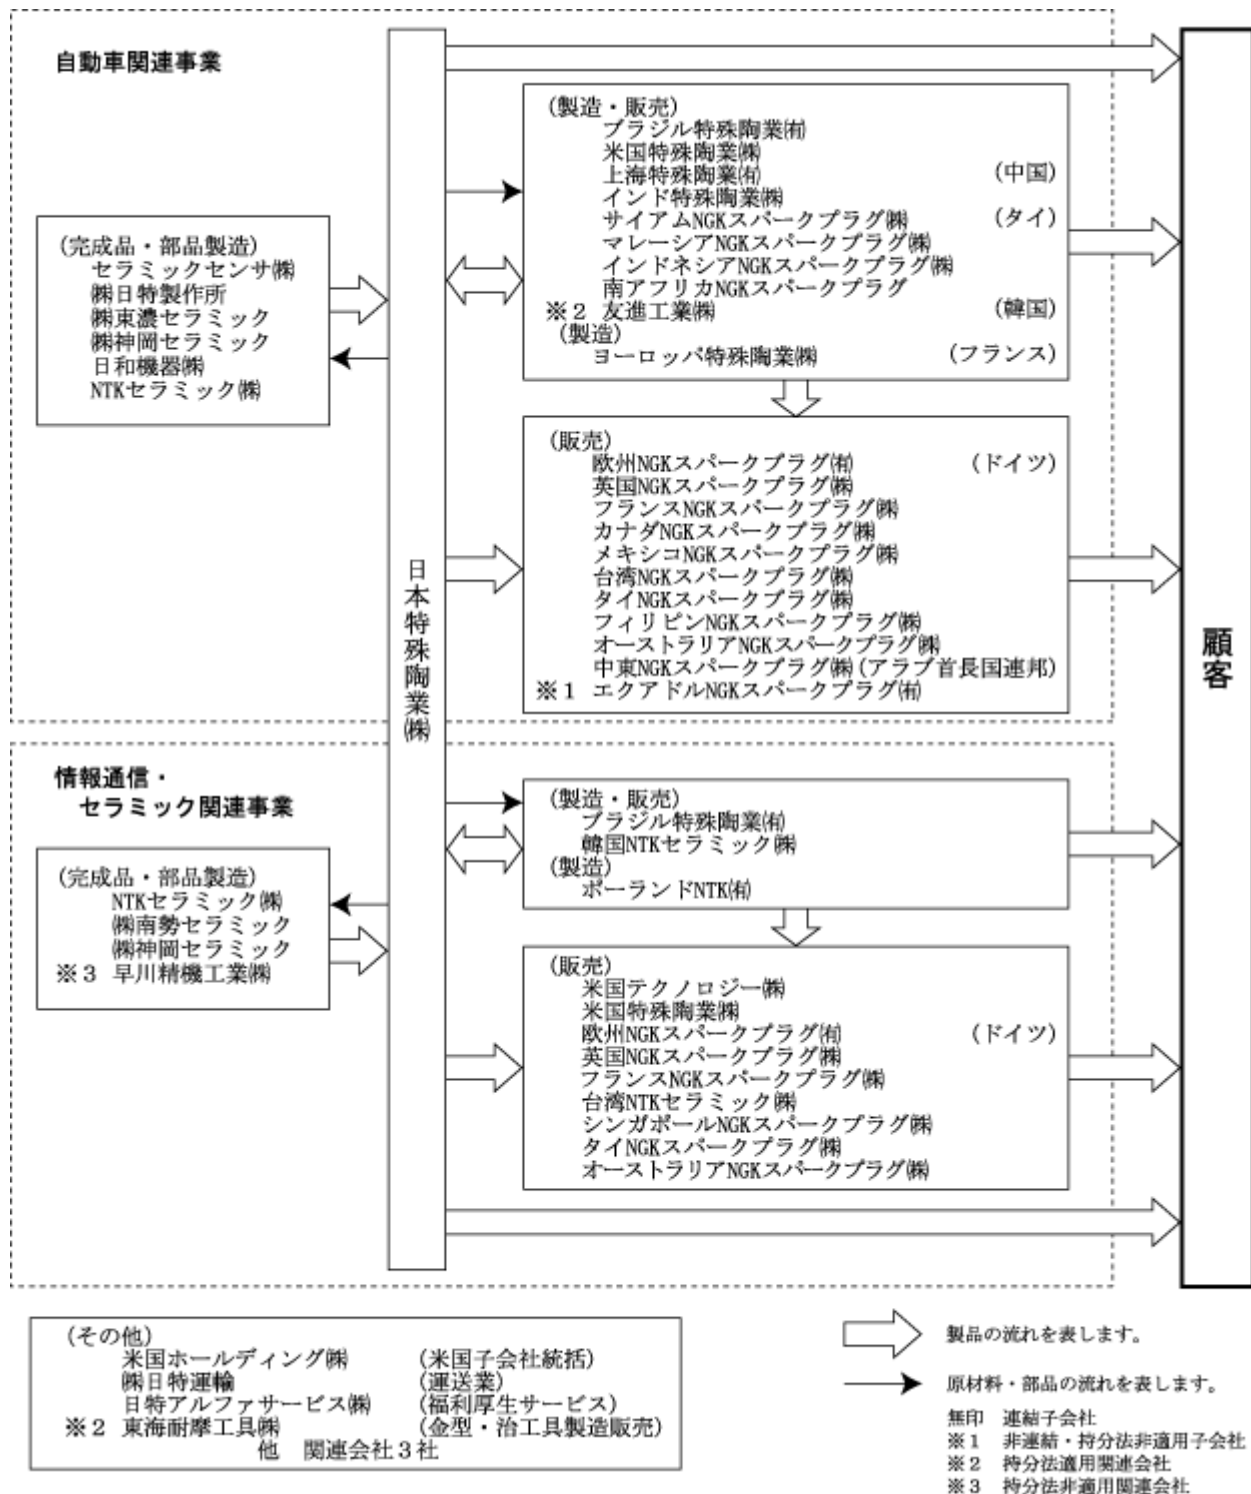 自動車関連事業
(完成品・部品製造)
セラミックセンサ㈱
㈱日特製作所
㈱東濃セラミック
㈱神岡セラミック
日和機器㈱
NTKセラミック㈱
日本特殊陶業㈱
(製造・販売)
ブラジル特殊陶業㈲
米国特殊陶業㈱
上海特殊陶業㈲ (中国)
インド特殊陶業㈱
サイアムNGKスパークプラグ㈱ (タイ)
マレーシアNGKスパークプラグ㈱
インドネシアNGKスパークプラグ㈱
南アフリカNGKスパークプラグ
※2 友進工業㈱ (韓国)
(製造)
ヨーロッパ特殊陶業㈱ (フランス)
(販売)
欧州NGKスパークプラグ㈲ (ドイツ)
英国NGKスパークプラグ㈱
フランスNGKスパークプラグ㈱
カナダNGKスパークプラグ㈱
メキシコNGKスパークプラグ㈱
台湾NGKスパークプラグ㈱
タイNGKスパークプラグ㈱
フィリピンNGKスパークプラグ㈱
オーストラリアNGKスパークプラグ㈱
中東NGKスパークプラグ㈱(アラブ首長国連邦)
※1 エクアドルNGKスパークプラグ㈲
顧客
情報通信・
セラミック関連事業
(完成品・部品製造)
NTKセラミック㈱
㈱南勢セラミック
㈱神岡セラミック
※3 早川精機工業㈱
(製造・販売)
ブラジル特殊陶業㈲
韓国NTKセラミック㈱
(製造)
ポーランドNTK㈲
(販売)
米国テクノロジー㈱
米国特殊陶業㈱
欧州NGKスパークプラグ㈲ (ドイツ)
英国NGKスパークプラグ㈱
フランスNGKスパークプラグ㈱
台湾NTKセラミック㈱
シンガポールNGKスパークプラグ㈱
タイNGKスパークプラグ㈱
オーストラリアNGKスパークプラグ㈱
(その他)
米国ホールディング㈱ (米国子会社統括)
㈱日特運輸 (運送業)
日特アルファサービス㈱ (福利厚生サービス)
※2 東海耐摩工具㈱ (金型・治工具製造販売)
他 関連会社3社
製品の流れを表します。
原材料・部品の流れを表します。
無印 連結子会社
※1 非連結・持分法非適用子会社
※2 持分法適用関連会社
※3 持分法非適用関連会社